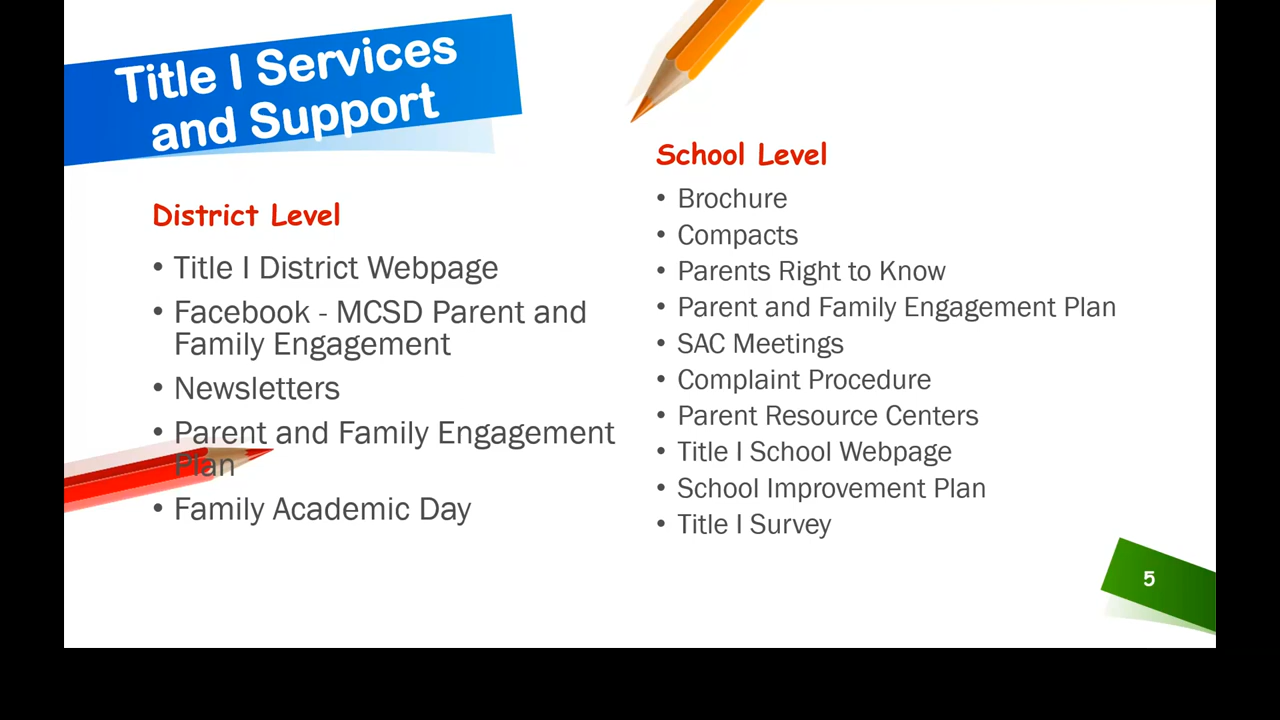 Title I Services
and Support
District Level
• Title I District Webpage
• Facebook - MCSD Parent and
Family Engagement
• Newsletters
• Parent and Family Engagement
Plan
• Family Academic Day
School Level
• Brochure
• Compacts
• Parents Right to Know
• Parent and Family Engagement Plan
• SAC Meetings
• Complaint Procedure
• Parent Resource Centers
• Title I School Webpage
• School Improvement Plan
• Title I Survey
5